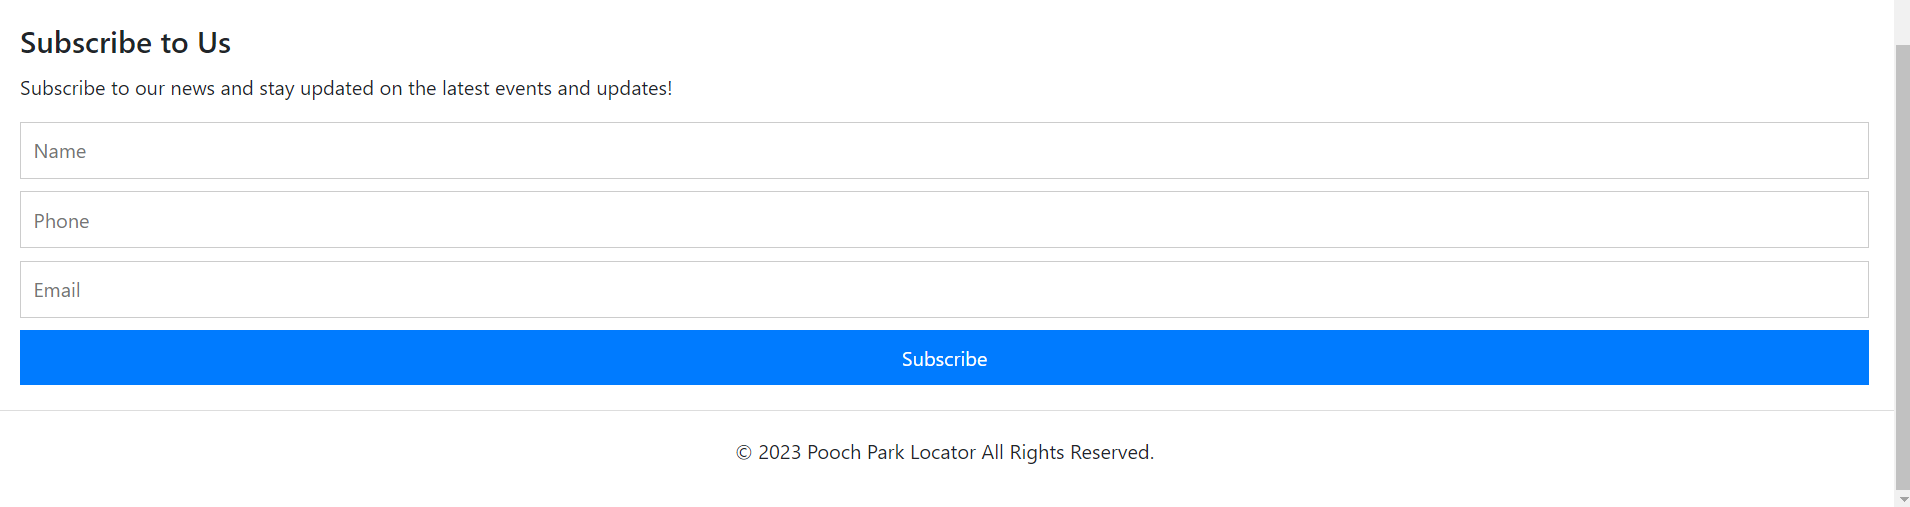 Subscribe to Us
Subscribe to our news and stay updated on the latest events and updates!
Name
Phone
Email
Subscribe
© 2023 Pooch Park Locator All Rights Reserved.